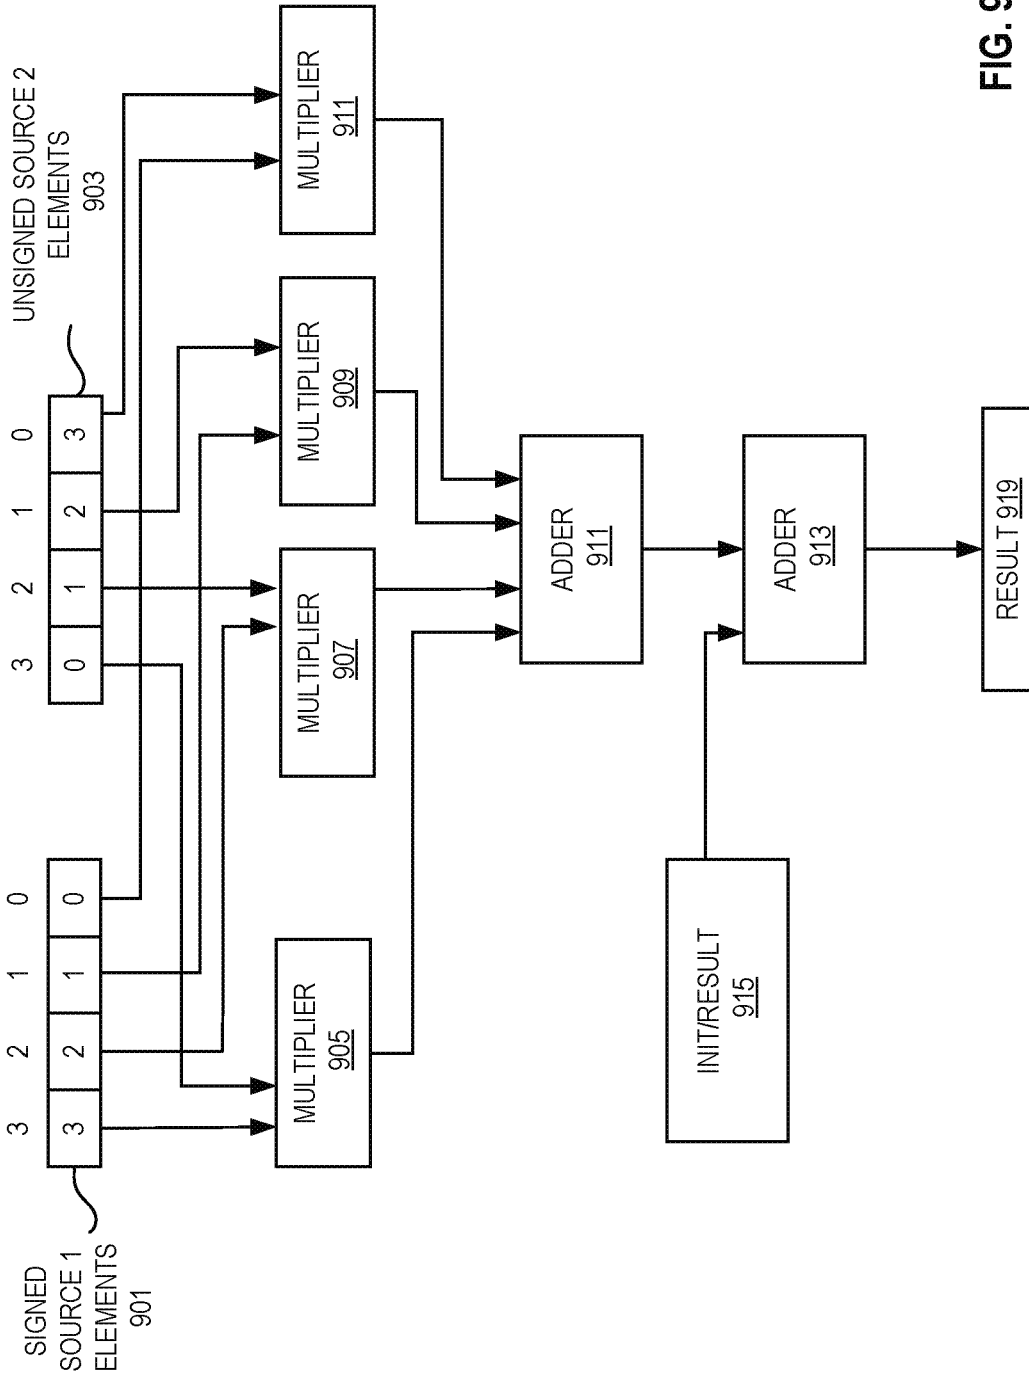 3 2 1 0
3 2 1 0
SIGNED
SOURCE 1
ELEMENTS
901
3 2 1 0
0 1 2 3
UNSIGNED SOURCE 2
ELEMENTS
903
MULTIPLIER
905
MULTIPLIER
907
MULTIPLIER
909
MULTIPLIER
911
ADDER
911
INIT/RESULT
915
ADDER
913
RESULT 919
FIG. 9